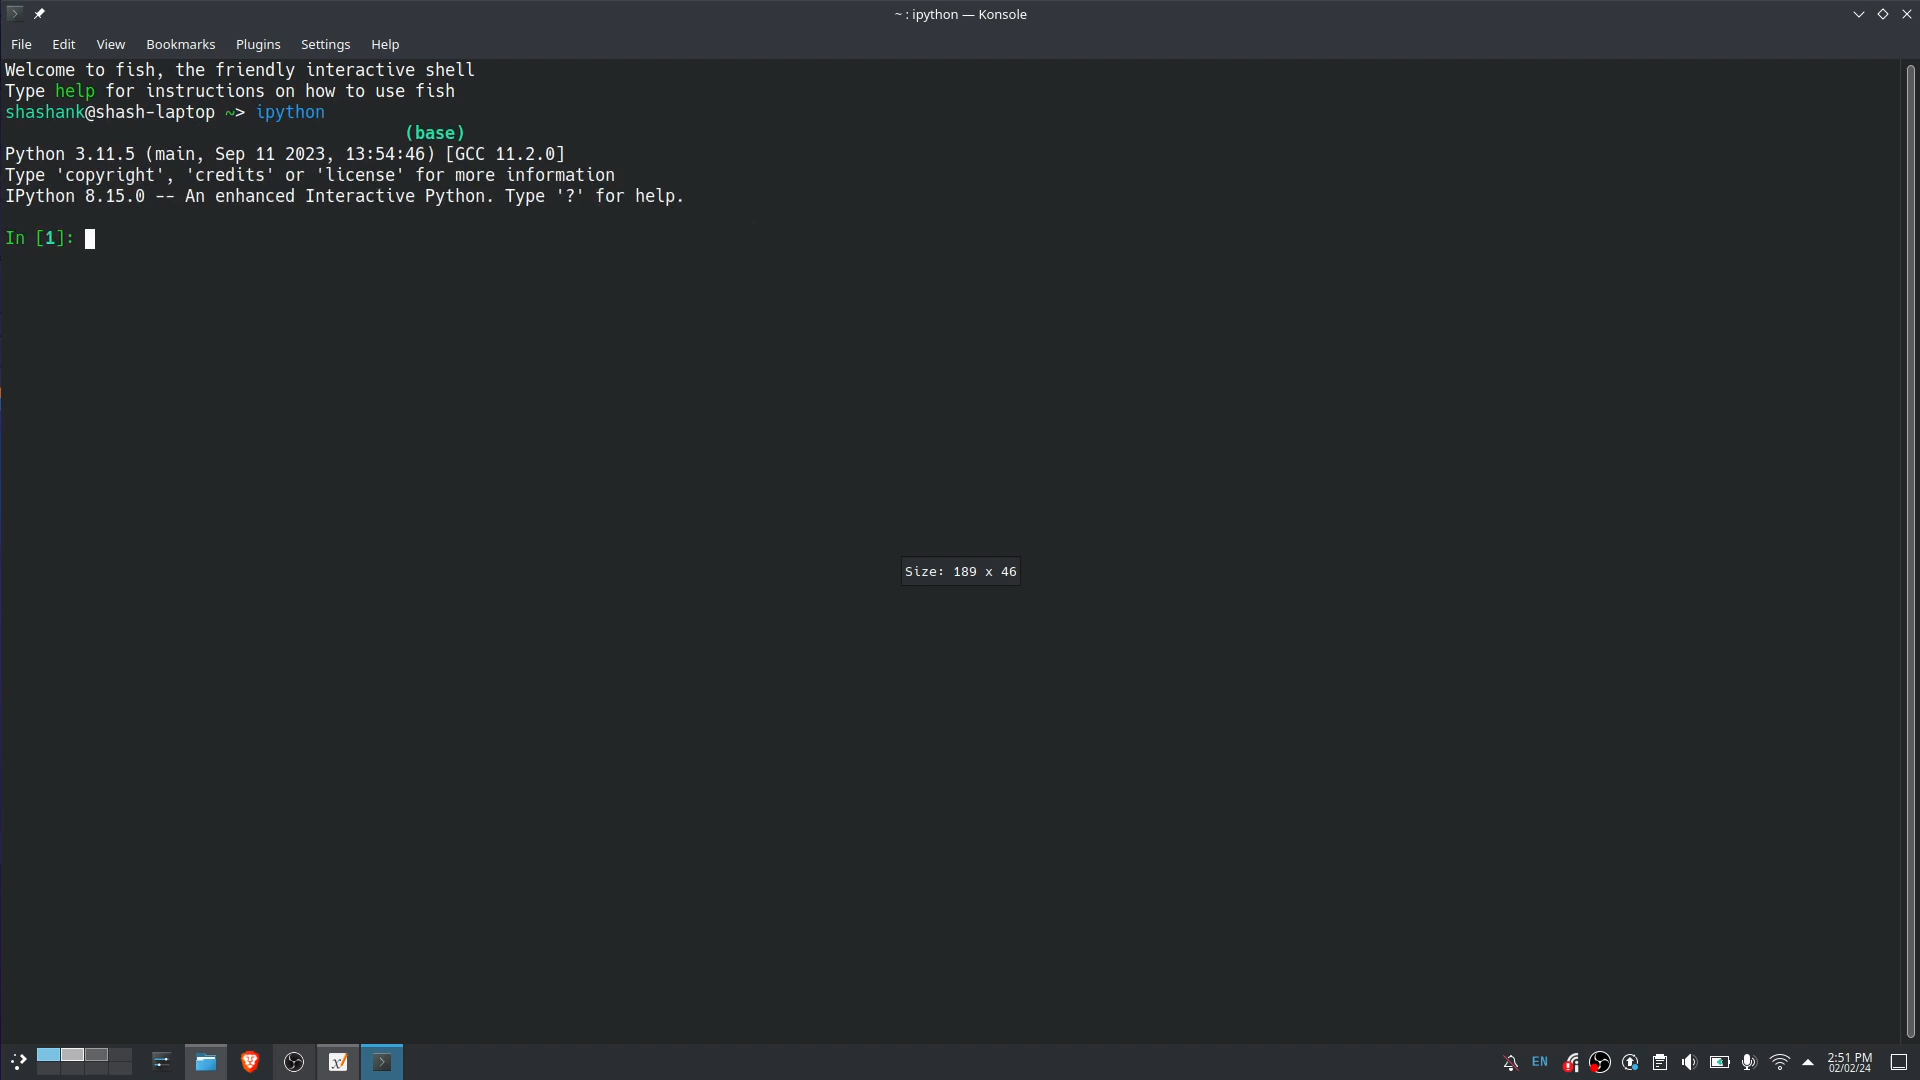 ~ : ipython — Konsole
File Edit View Bookmarks Plugins Settings Help
Welcome to fish, the friendly interactive shell
Type help for instructions on how to use fish
shashank@shash-laptop ~> ipython
(base)
Python 3.11.5 (main, Sep 11 2023, 13:54:46) [GCC 11.2.0]
Type 'copyright', 'credits' or 'license' for more information
IPython 8.15.0 -- An enhanced Interactive Python. Type '?' for help.
In [1]:
Size: 189 x 46
EN
2:51 PM
02/02/24